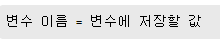 변수 이름 = 변수에 저장할 값